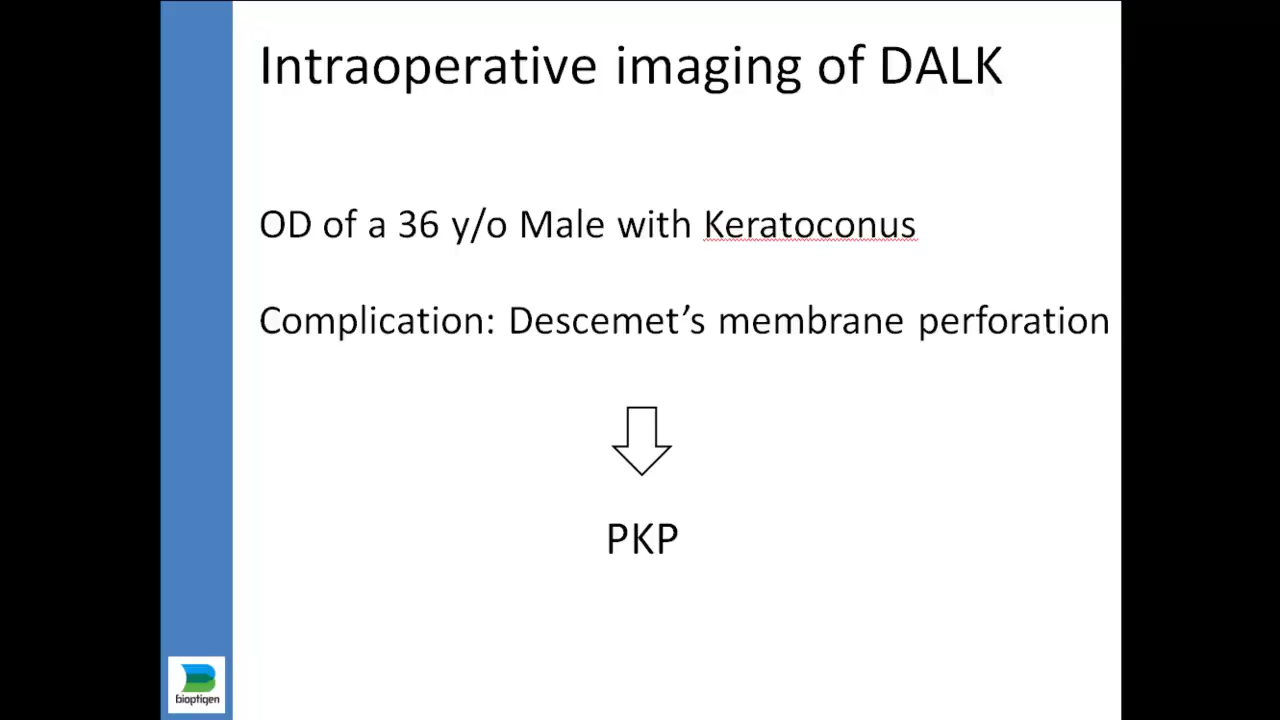 Intraoperative imaging of DALK
OD of a 36 y/o Male with Keratoconus
Complication: Descemet’s membrane perforation
PKP
bioptigen